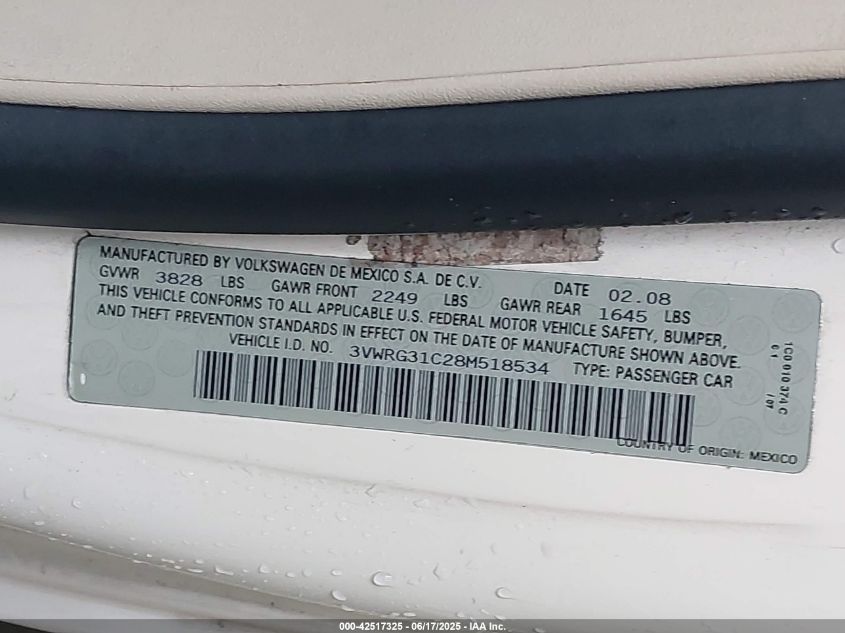 MANUFACTURED BY VOLKSWAGEN DE MEXICO S.A. DE C.V. DATE 02.08
GVWR 3828 LBS GAWR FRONT 2249 LBS GAWR REAR 1645 LBS
THIS VEHICLE CONFORMS TO ALL APPLICABLE U.S. FEDERAL MOTOR VEHICLE SAFETY, BUMPER,
AND THEFT PREVENTION STANDARDS IN EFFECT ON THE DATE OF MANUFACTURE SHOWN ABOVE.
VEHICLE I.D. NO. 3VWRG31C28M518534 TYPE: PASSENGER CAR
COUNTRY OF ORIGIN: MEXICO
1C0 010 374 C
000-42517325 - 06/17/2025 - IAA Inc.